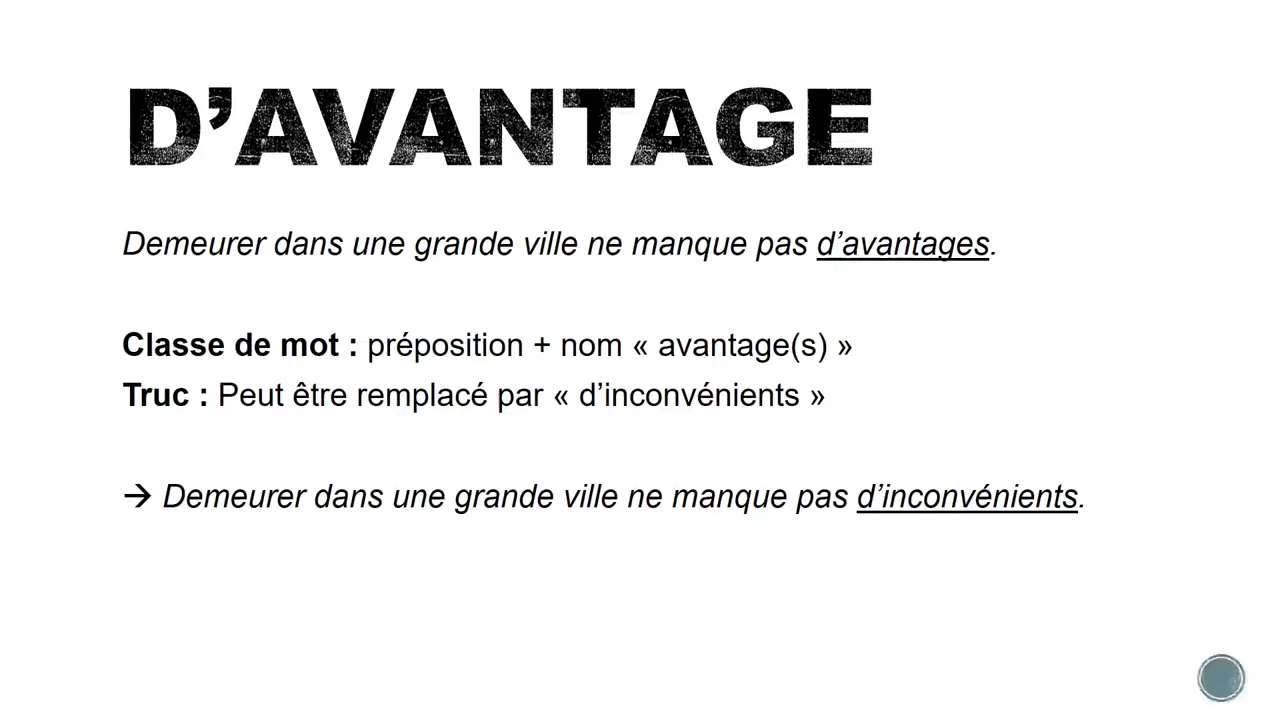 D’AVANTAGE
Demeurer dans une grande ville ne manque pas d’avantages.
Classe de mot : préposition + nom « avantage(s) »
Truc : Peut être remplacé par « d’inconvénients »
→ Demeurer dans une grande ville ne manque pas d’inconvénients.